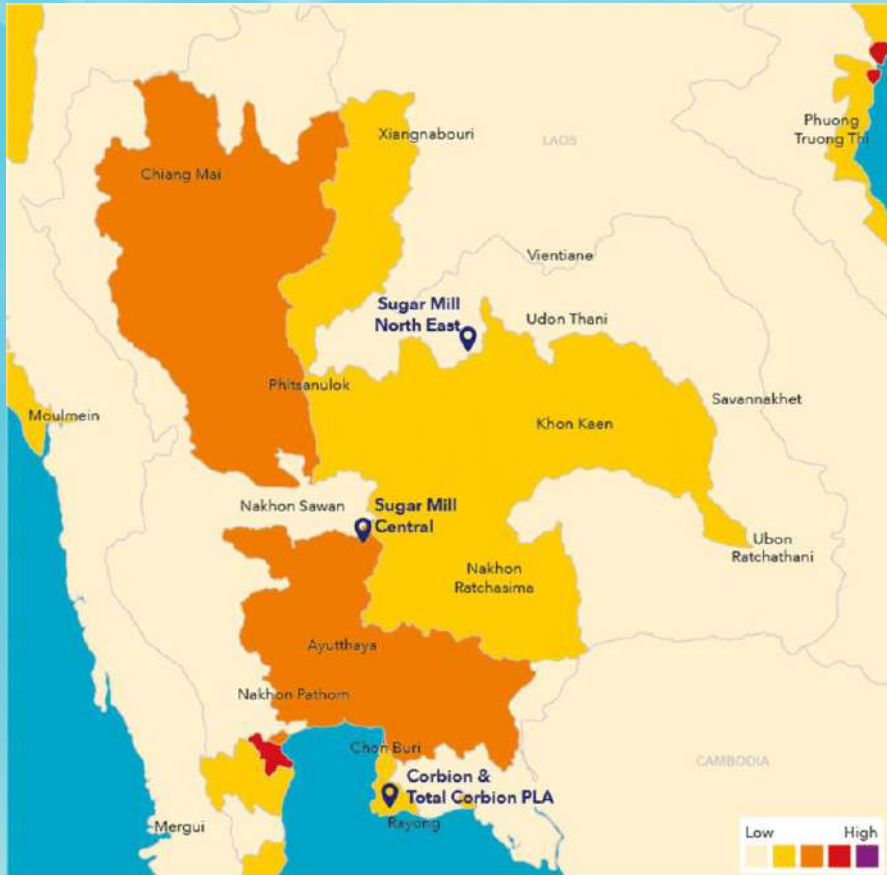 Xiangnabouri
Phuong
Truong Thi
LAOS
Chiang Mai
Vientiane
Sugar Mill
North East
Udon Thani
Phitsanulok
Savannakhet
Moulmein
Khon Kaen
Nakhon Sawan
Sugar Mill
Central
Ubon
Ratchathani
Nakhon
Ratchasima
Ayutthaya
Nakhon Pathom
Chon Buri
CAMBODIA
Corbion &
Total Corbion PLA
Mergui
Rayong
Low High